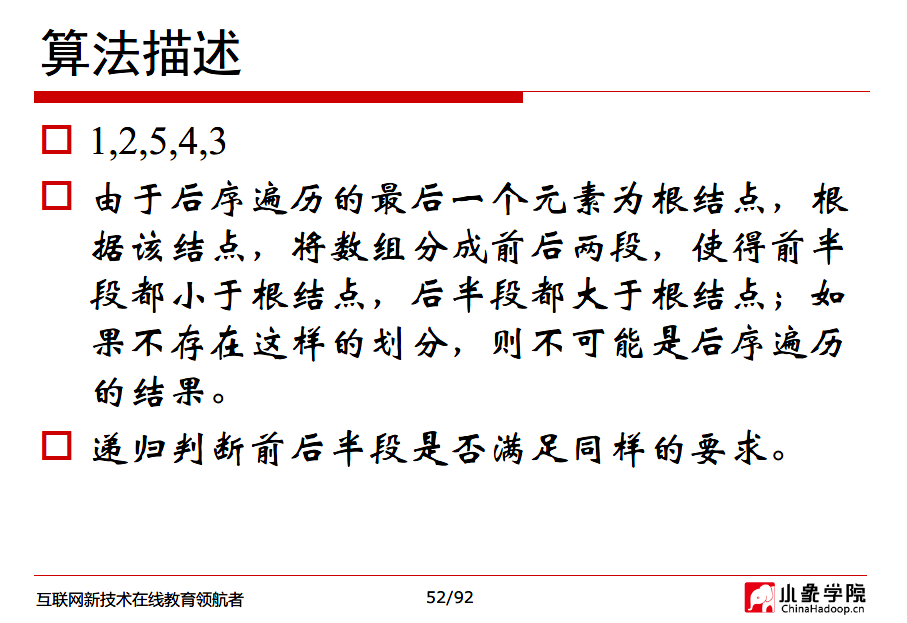 算法描述
1,2,5,4,3
由于后序遍历的最后一个元素为根结点，根
据该结点，将数组分成前后两段，使得前半
段都小于根结点，后半段都大于根结点；如
果不存在这样的划分，则不可能是后序遍历
的结果。
递归判断前后半段是否满足同样的要求。
互联网新技术在线教育领航者
52/92
小象学院
ChinaHadoop.cn